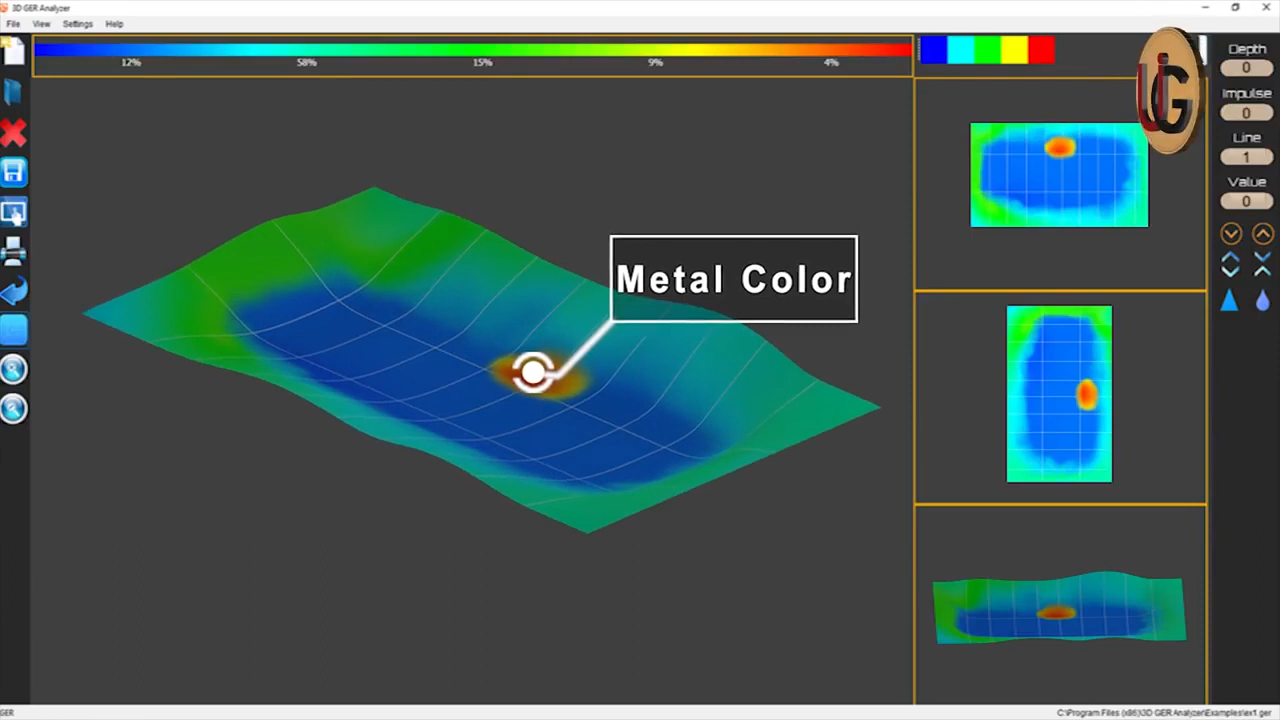 3D GER Analyzer
File View Settings Help
12% 58% 15% 9% 4%
UG
Depth
0
Impulse
0
Line
1
Value
0
Metal Color
GER
C:\Program Files (x86)\3D GER Analyzer\Examples\ex1.ger